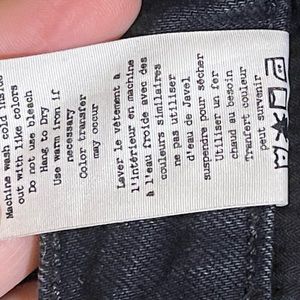 Machine wash cold inside
out with like colors
Do not use bleach
Hang to Dry
Use warm iron if
necessary
Color transfer
may occur
Laver le vêtement à
l'intérieur en machine
à l'eau froide avec des
couleurs similaires
ne pas utiliser
d'eau de Javel
suspendre pour sécher
Utiliser un fer
chaud au besoin
Tranfert couleur
peut survenir